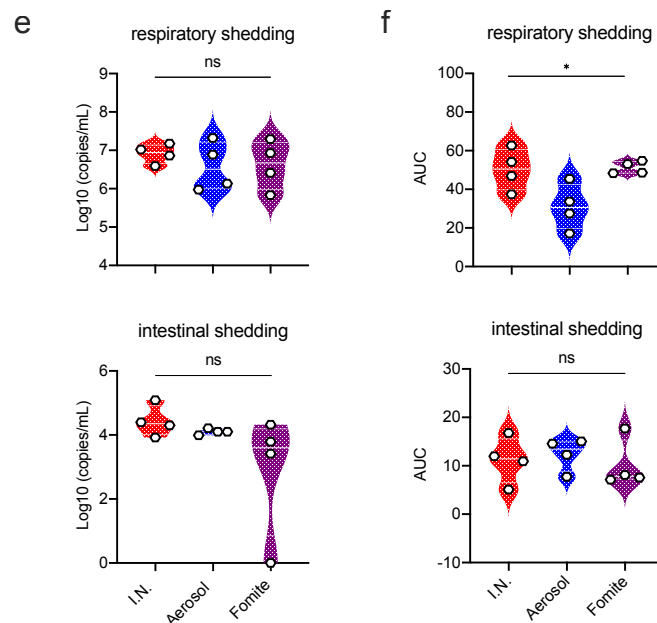 e
respiratory shedding
ns
9
8
7
6
5
4
Log10 (copies/mL)
f
respiratory shedding
*
100
80
60
40
20
0
AUC
intestinal shedding
ns
6
4
2
0
Log10 (copies/mL)
I.N.
Aerosol
Fomite
intestinal shedding
ns
30
20
10
0
-10
AUC
I.N.
Aerosol
Fomite